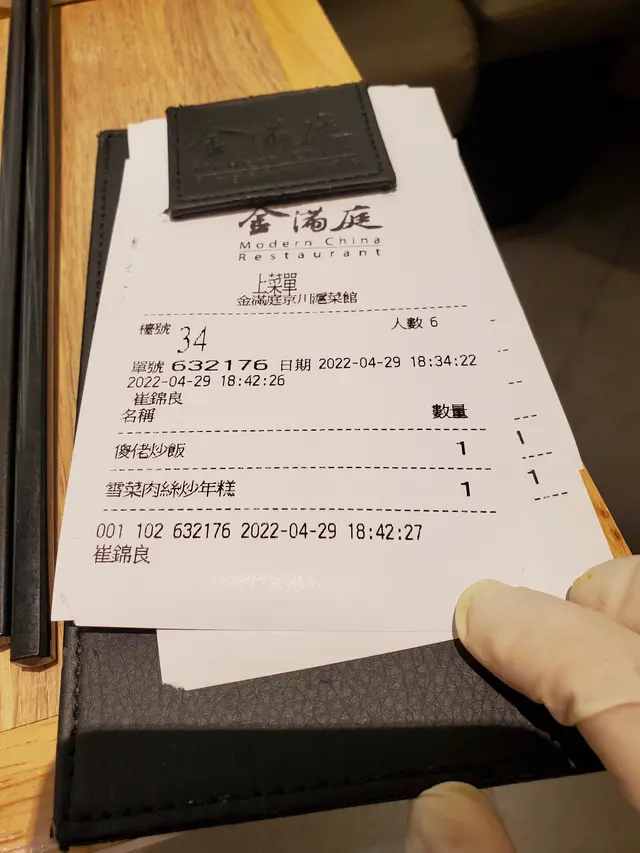 金滿庭
Modern China
Restaurant
上菜單
金滿庭京川滬菜館
檯號 34 人數 6
單號 632176 日期 2022-04-29 18:34:22
2022-04-29 18:42:26
崔錦良
名稱 數量
傻佬炒飯 1
1
雪菜肉絲炒年糕 1
1
001 102 632176 2022-04-29 18:42:27
崔錦良